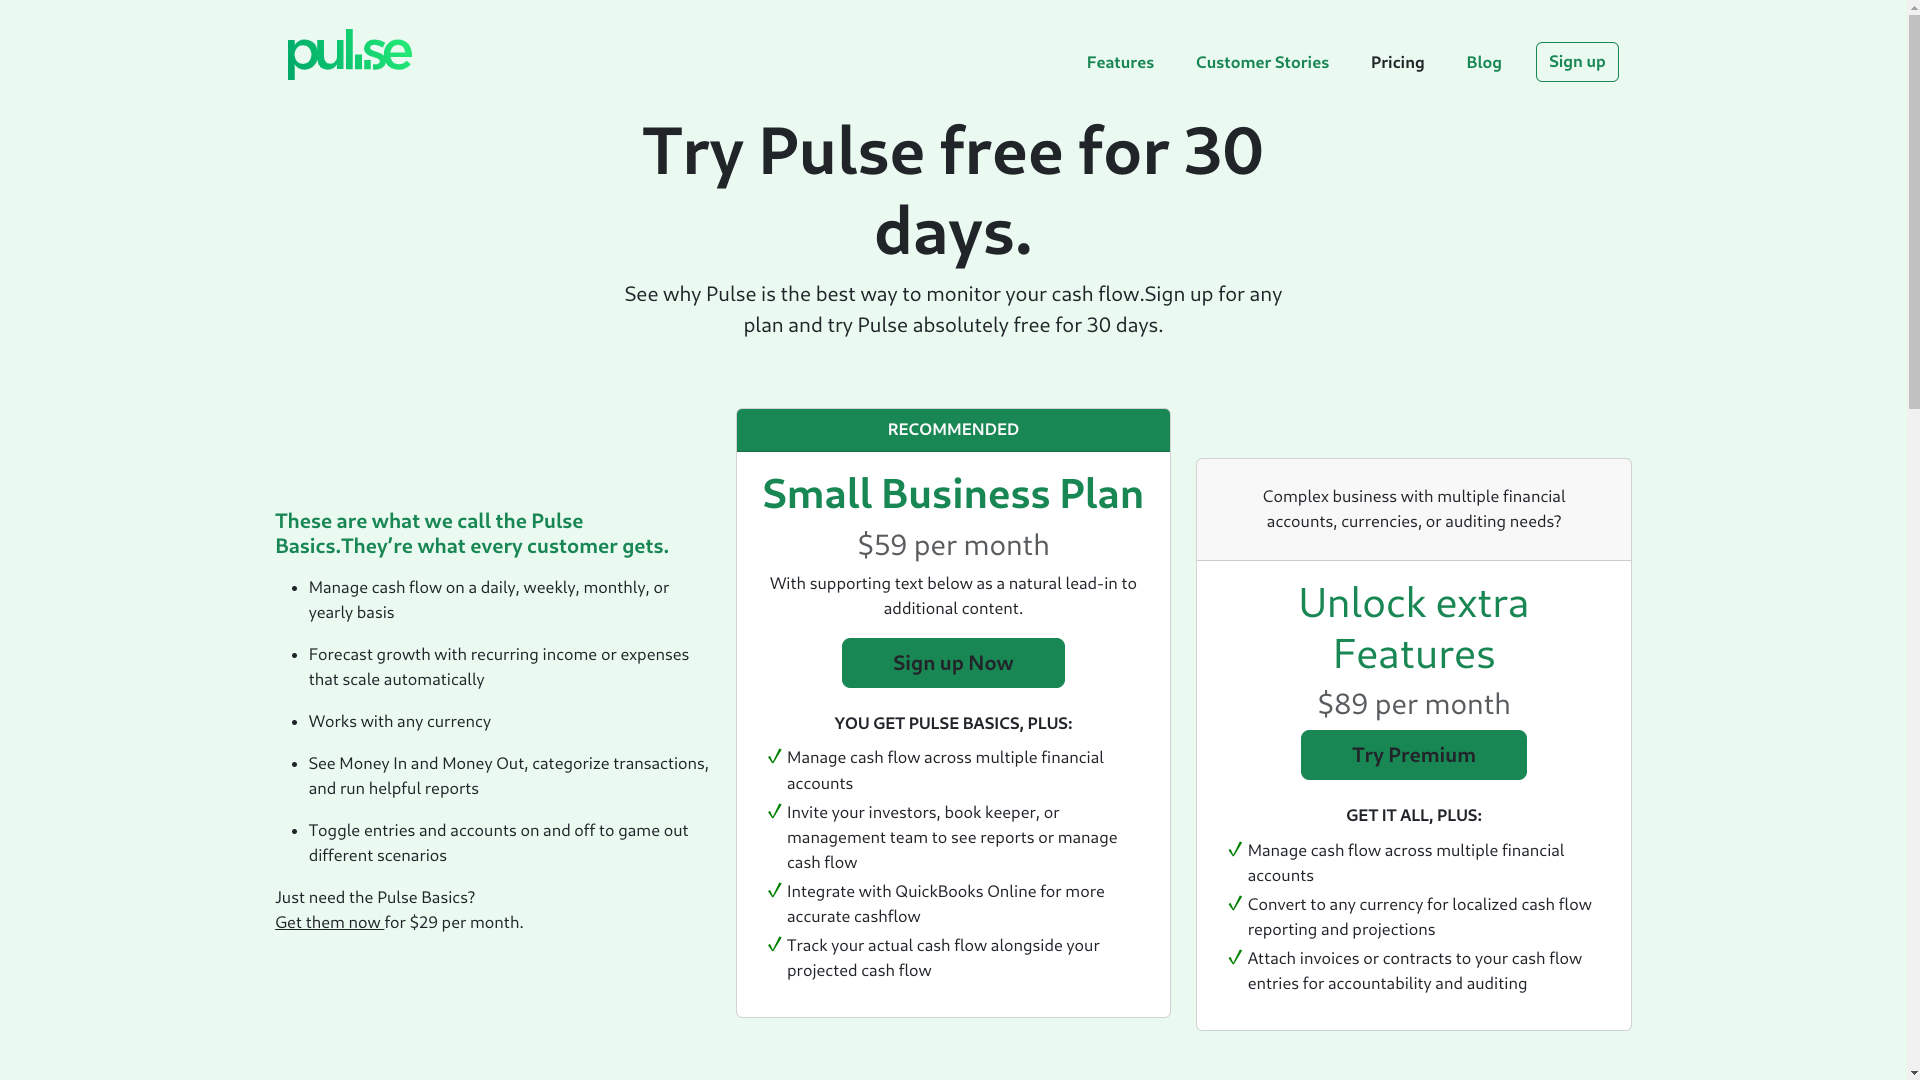 pulse
Features
Customer Stories
Pricing
Blog
Sign up
Try Pulse free for 30
days.
See why Pulse is the best way to monitor your cash flow.Sign up for any
plan and try Pulse absolutely free for 30 days.
These are what we call the Pulse
Basics.They’re what every customer gets.
Manage cash flow on a daily, weekly, monthly, or
yearly basis
Forecast growth with recurring income or expenses
that scale automatically
Works with any currency
See Money In and Money Out, categorize transactions,
and run helpful reports
Toggle entries and accounts on and off to game out
different scenarios
Just need the Pulse Basics?
Get them now for $29 per month.
RECOMMENDED
Small Business Plan
$59 per month
With supporting text below as a natural lead-in to
additional content.
Sign up Now
YOU GET PULSE BASICS, PLUS:
Manage cash flow across multiple financial
accounts
Invite your investors, book keeper, or
management team to see reports or manage
cash flow
Integrate with QuickBooks Online for more
accurate cashflow
Track your actual cash flow alongside your
projected cash flow
Complex business with multiple financial
accounts, currencies, or auditing needs?
Unlock extra
Features
$89 per month
Try Premium
GET IT ALL, PLUS:
Manage cash flow across multiple financial
accounts
Convert to any currency for localized cash flow
reporting and projections
Attach invoices or contracts to your cash flow
entries for accountability and auditing